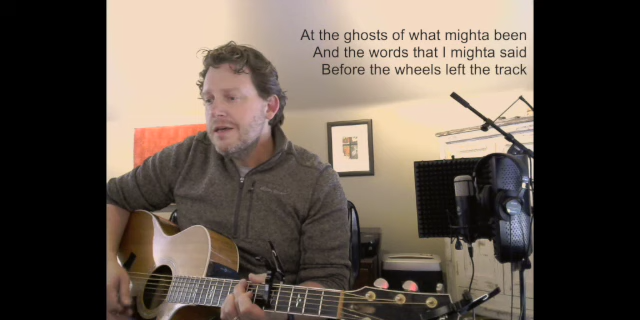 At the ghosts of what mighta been
And the words that I mighta said
Before the wheels left the track